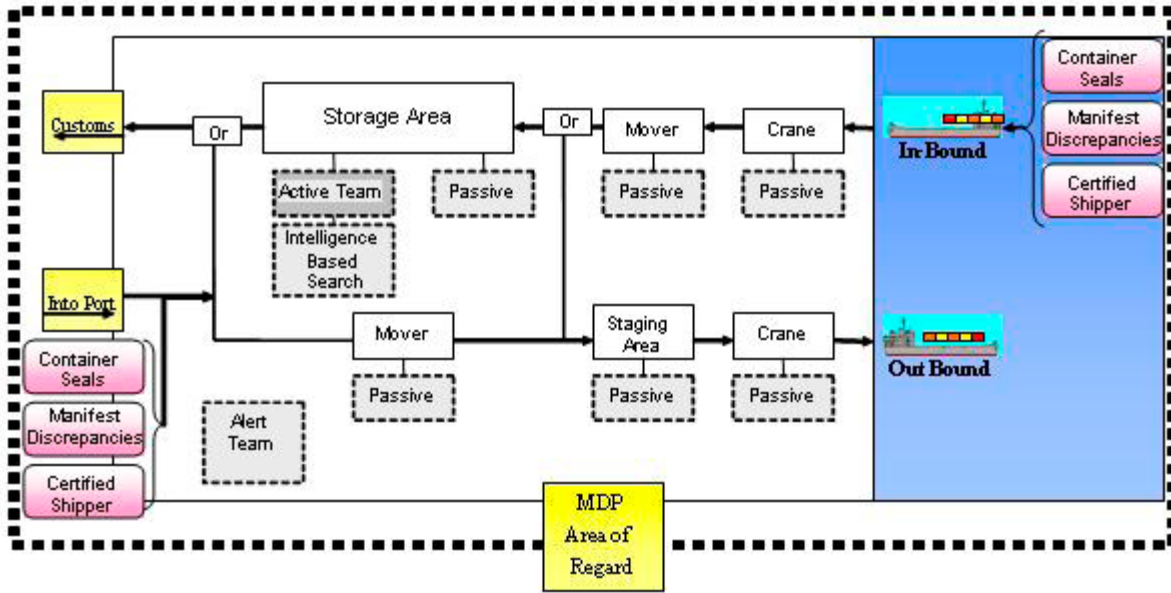 Container
Seals
Manifest
Discrepancies
Certified
Shipper
Customs
Or
Storage Area
Or
Mover
Crane
In-Bound
Active Team
Passive
Passive
Passive
Intelligence
Based
Search
Into Port
Mover
Staging
Area
Crane
Out Bound
Passive
Passive
Passive
Container
Seals
Manifest
Discrepancies
Certified
Shipper
Alert
Team
MDP
Area of
Regard